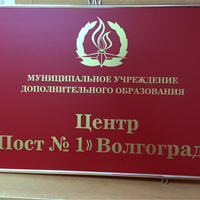 МУНИЦИПАЛЬНОЕ УЧРЕЖДЕНИЕ
ДОПОЛНИТЕЛЬНОГО ОБРАЗОВАНИЯ
Центр
Пост № 1» Волгоград